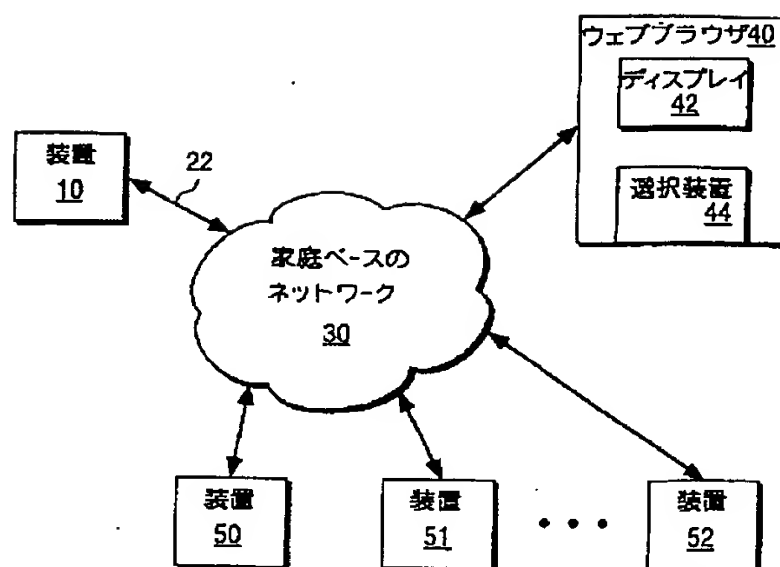 ウェブブラウザ40
ディスプレイ
42
選択装置
44
装置
10
22
家庭ベースの
ネットワーク
30
装置
50
装置
51
装置
52